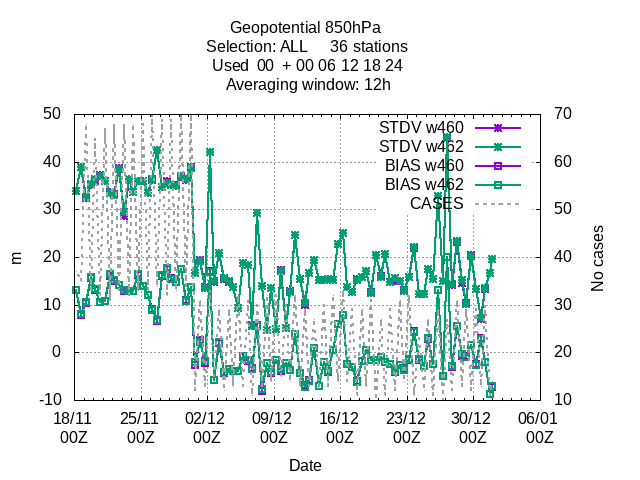 Geopotential 850hPa
Selection: ALL     36 stations
Used  00  + 00 06 12 18 24
Averaging window: 12h
50
40
30
20
10
0
-10
m
70
60
50
40
30
20
10
No cases
STDV w460
STDV w462
BIAS w460
BIAS w462
CASES
18/11 25/11 02/12 09/12 16/12 23/12 30/12 06/01
00Z 00Z 00Z 00Z 00Z 00Z 00Z 00Z
Date